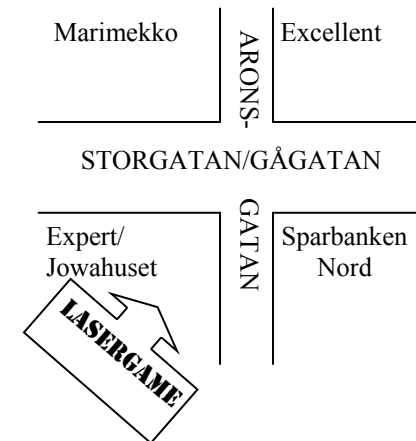 Marimekko
Excellent
ARONS-
STORGATAN/GÅGATAN
GATAN
Expert/
Jowahuset
Sparbanken
Nord
LASERGAME